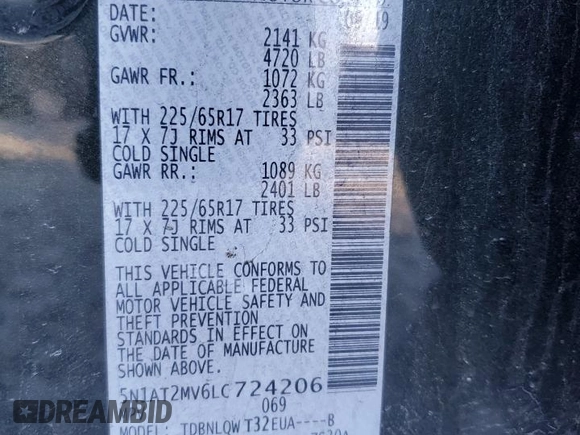 DATE:
GVWR: 2141 KG
4720 LB
GAWR FR.: 1072 KG
2363 LB
WITH 225/65R17 TIRES
17 X 7J RIMS AT 33 PSI
COLD SINGLE
GAWR RR.: 1089 KG
2401 LB
WITH 225/65R17 TIRES
17 X 7J RIMS AT 33 PSI
COLD SINGLE
THIS VEHICLE CONFORMS TO
ALL APPLICABLE FEDERAL
MOTOR VEHICLE SAFETY AND
THEFT PREVENTION
STANDARDS IN EFFECT ON
THE DATE OF MANUFACTURE
SHOWN ABOVE.
5N1AT2MV6LC724206
069
MODEL: TDBNLQW T32EUA----B
DREAMBID